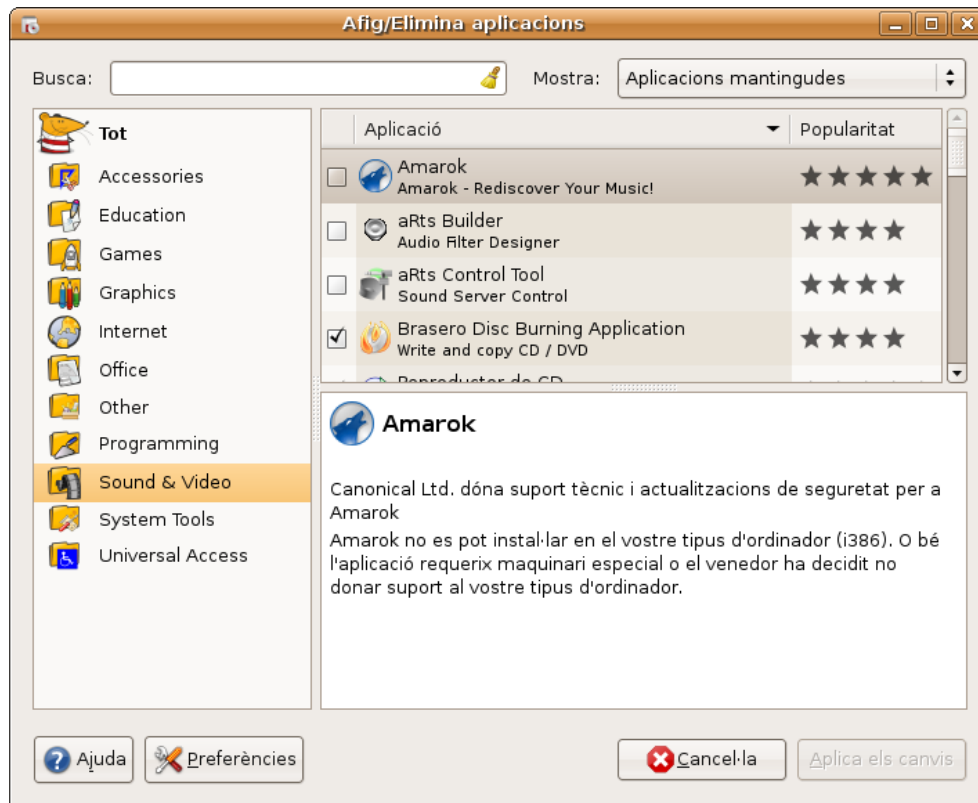 Afig/Elimina aplicacions
Busca:
Mostra: Aplicacions mantingudes
Tot
Accessories
Education
Games
Graphics
Internet
Office
Other
Programming
Sound & Video
System Tools
Universal Access
Aplicació Popularitat
Amarok
Amarok - Rediscover Your Music!
aRts Builder
Audio Filter Designer
aRts Control Tool
Sound Server Control
Brasero Disc Burning Application
Write and copy CD / DVD
Reproductor de CD
Amarok
Canonical Ltd. dóna suport tècnic i actualitzacions de seguretat per a
Amarok
Amarok no es pot instal·lar en el vostre tipus d'ordinador (i386). O bé
l'aplicació requerix maquinari especial o el venedor ha decidit no
donar suport al vostre tipus d'ordinador.
Ajuda
Preferències
Cancel·la
Aplica els canvis